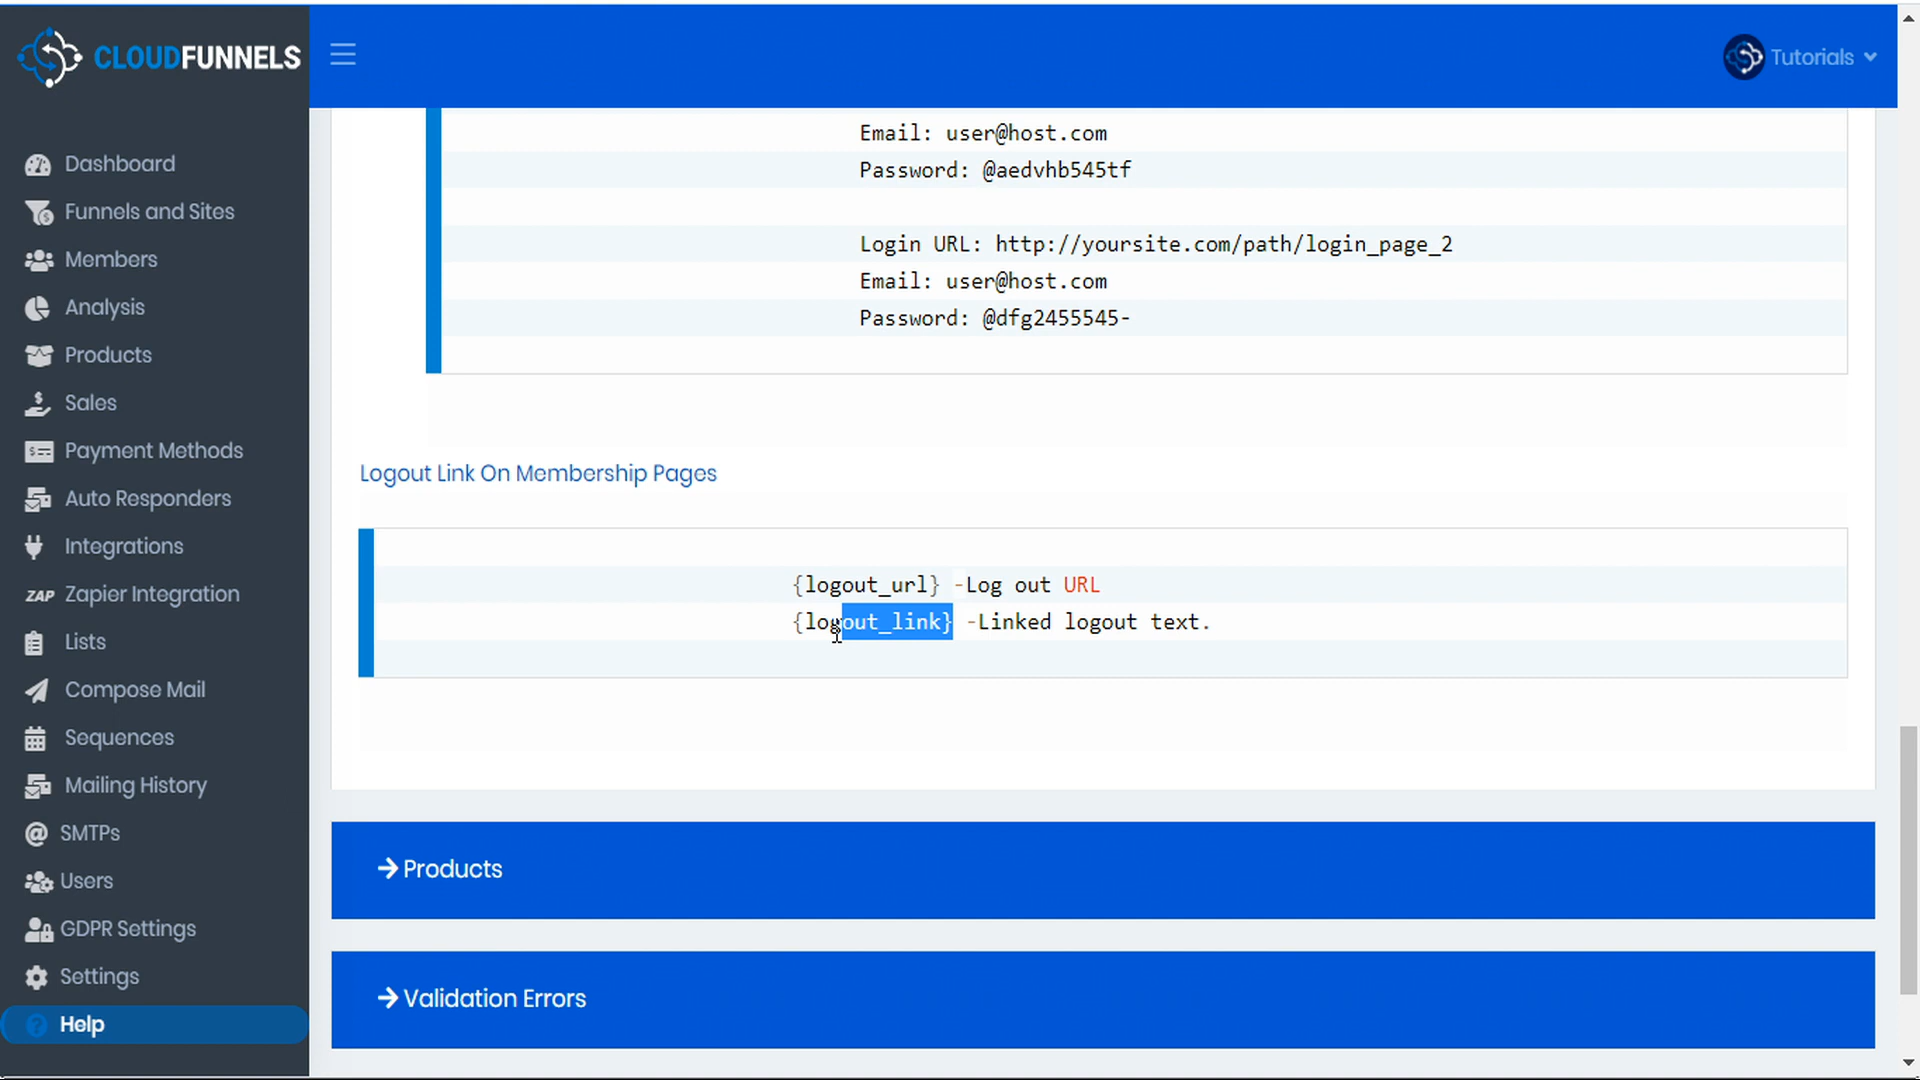 CLOUDFUNNELS
Tutorials
Dashboard
Funnels and Sites
Members
Analysis
Products
Sales
Payment Methods
Auto Responders
Integrations
ZAP Zapier Integration
Lists
Compose Mail
Sequences
Mailing History
SMTPs
Users
GDPR Settings
Settings
Help
Email: user@host.com
Password: @aedvhb545tf
Login URL: http://yoursite.com/path/login_page_2
Email: user@host.com
Password: @dfg2455545-
Logout Link On Membership Pages
{logout_url} -Log out URL
{logout_link} -Linked logout text.
Products
Validation Errors